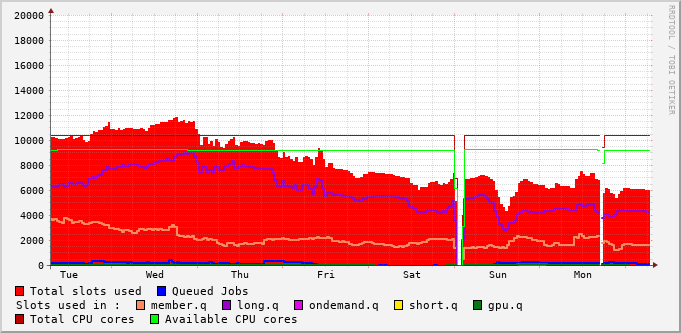 RRDTOOL / TOBI OETIKER
20000
18000
16000
14000
12000
10000
8000
6000
4000
2000
0
Tue Wed Thu Fri Sat Sun Mon
Total slots used Queued Jobs
Slots used in : member.q long.q ondemand.q short.q gpu.q
Total CPU cores Available CPU cores